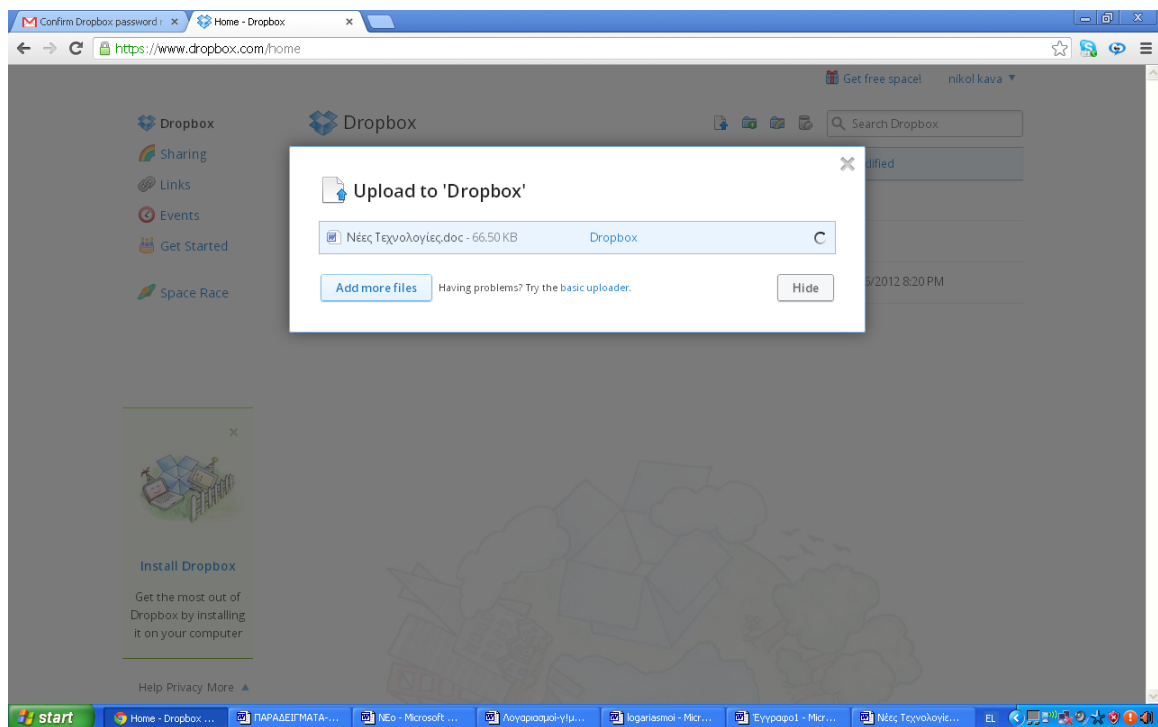 Confirm Dropbox password r
Home - Dropbox
https://www.dropbox.com/home
Get free space!
nikol kava
Dropbox
Sharing
Links
Events
Get Started
Space Race
Dropbox
Search Dropbox
dified
Upload to 'Dropbox'
Νέες Τεχνολογίες.doc - 66.50 KB Dropbox
Add more files
Having problems? Try the basic uploader.
Hide
/2012 8:20 PM
Install Dropbox
Get the most out of
Dropbox by installing
it on your computer
Help Privacy More
start
Home - Dropbox ...
ΠΑΡΑΔΕΙΓΜΑΤΑ-...
NEo - Microsoft ...
Λογαριασμοί-γ!μ...
logariasmoi - Micr...
Έγγραφο1 - Micr...
Νέες Τεχνολογίε...
EL